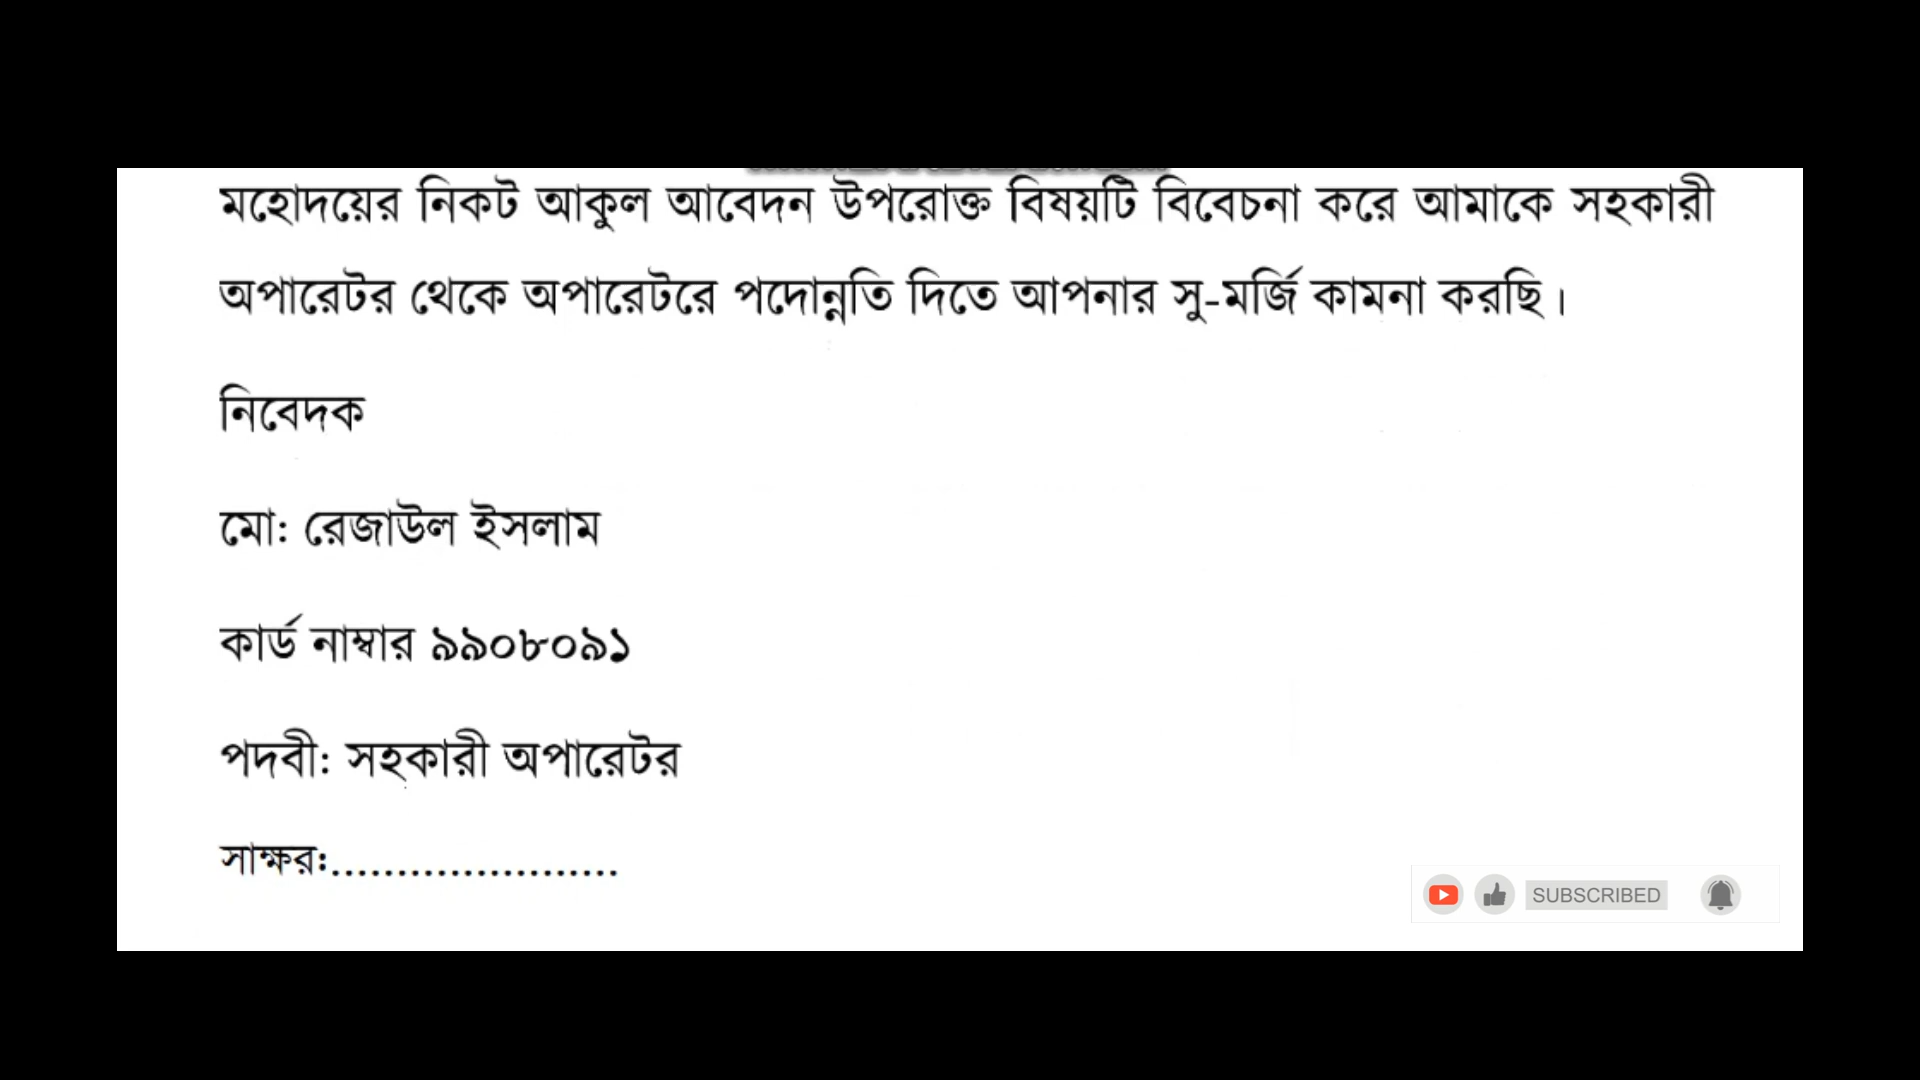 মহোদয়ের নিকট আকুল আবেদন উপরোক্ত বিষয়টি বিবেচনা করে আমাকে সহকারী
অপারেটর থেকে অপারেটরে পদোন্নতি দিতে আপনার সু-মর্জি কামনা করছি।
নিবেদক
মো: রেজাউল ইসলাম
কার্ড নাম্বার ৯৯০৮০৯১
পদবী: সহকারী অপারেটর
সাক্ষর:......................
SUBSCRIBED